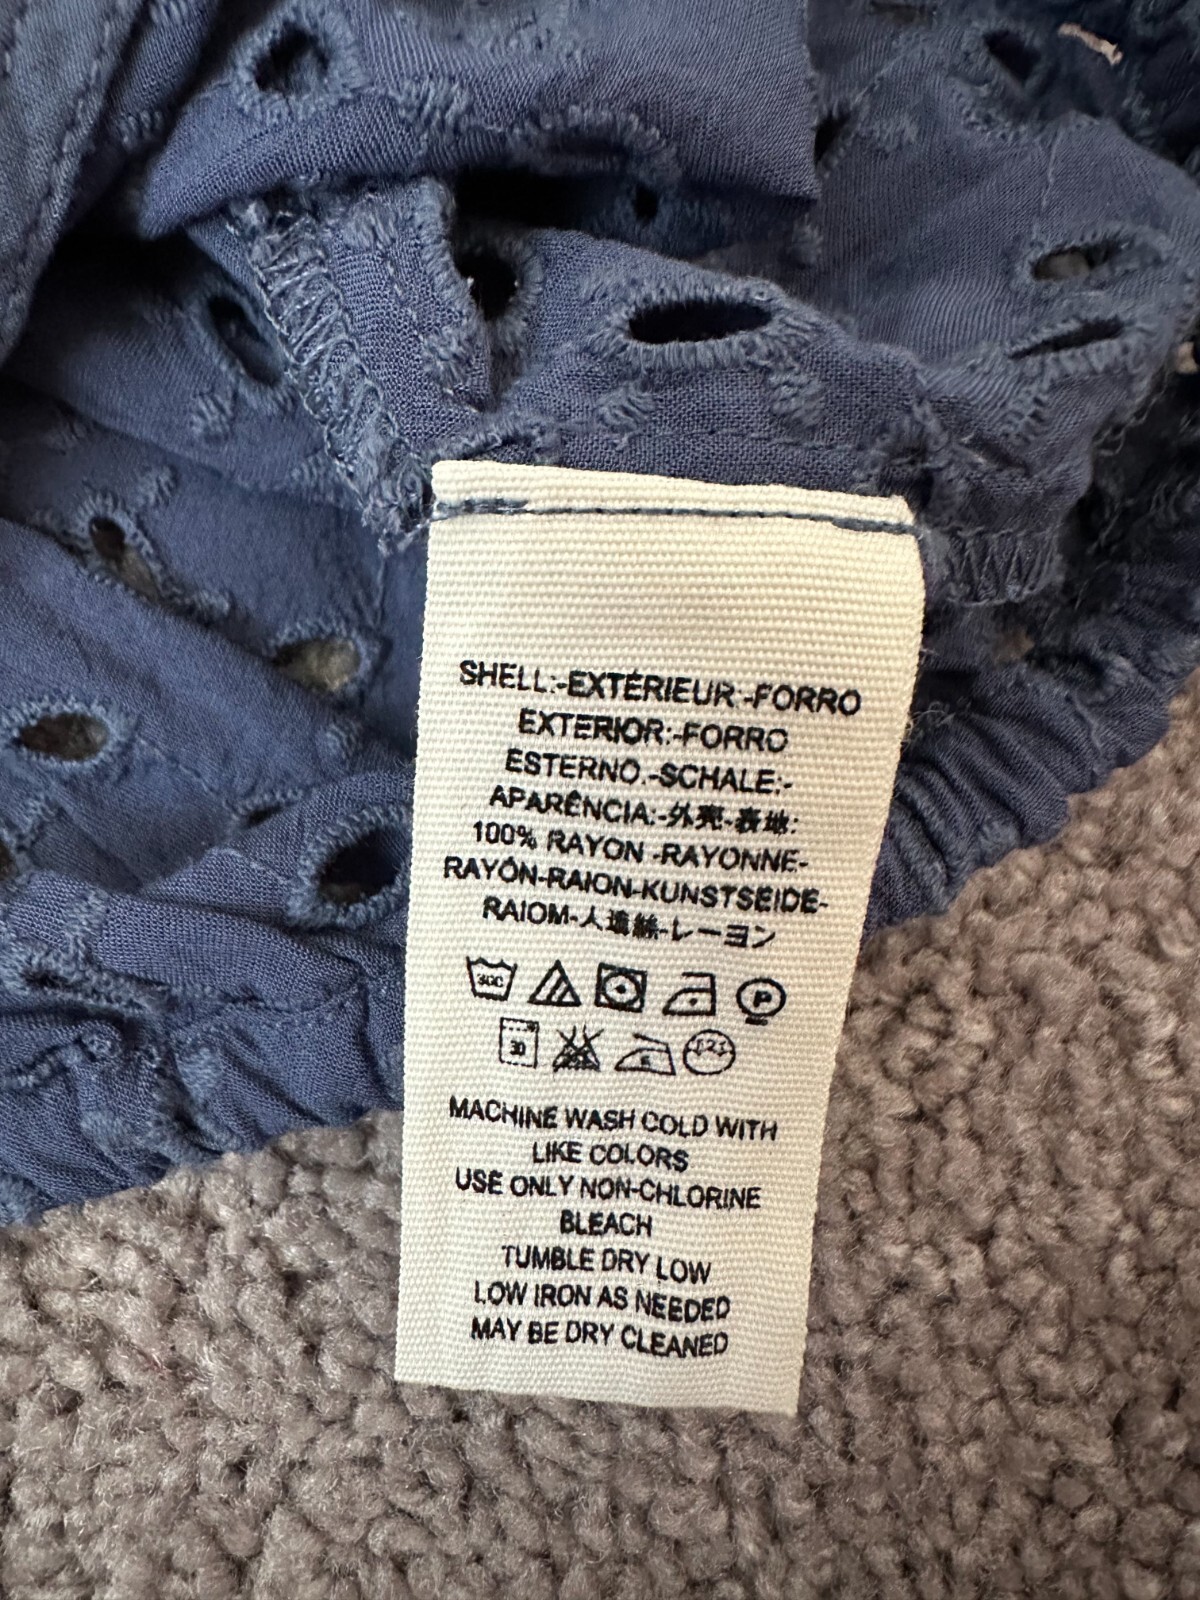 SHELL:-EXTÉRIEUR-FORRO
EXTERIOR:-FORRO
ESTERNO.-SCHALE:-
APARÊNCIA:-外壳-表地:
100% RAYON -RAYONNE-
RAYÓN-RAION-KUNSTSEIDE-
RAIOM-人造絲-レーヨン
P
30
MACHINE WASH COLD WITH
LIKE COLORS
USE ONLY NON-CHLORINE
BLEACH
TUMBLE DRY LOW
LOW IRON AS NEEDED
MAY BE DRY CLEANED